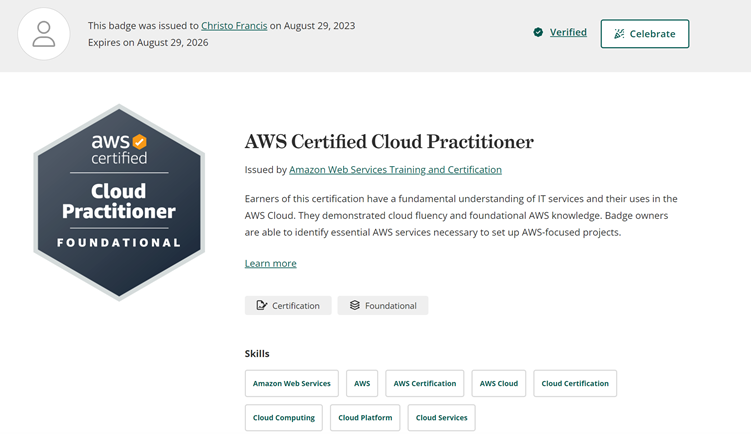 This badge was issued to Christo Francis on August 29, 2023
Expires on August 29, 2026
Verified
Celebrate
aws
certified
Cloud
Practitioner
FOUNDATIONAL
AWS Certified Cloud Practitioner
Issued by Amazon Web Services Training and Certification
Earners of this certification have a fundamental understanding of IT services and their uses in the
AWS Cloud. They demonstrated cloud fluency and foundational AWS knowledge. Badge owners
are able to identify essential AWS services necessary to set up AWS-focused projects.
Learn more
Certification
Foundational
Skills
Amazon Web Services
AWS
AWS Certification
AWS Cloud
Cloud Certification
Cloud Computing
Cloud Platform
Cloud Services